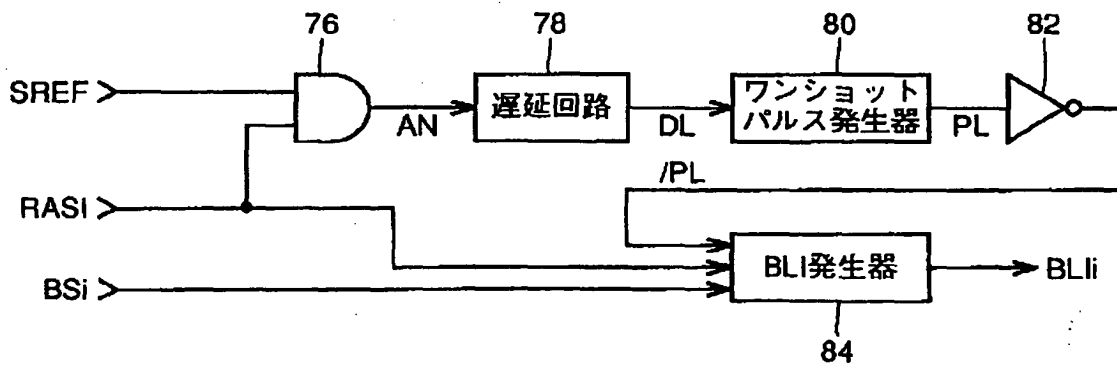 76
78
80
82
SREF
AN
遅延回路
DL
ワンショット
パルス発生器
PL
/PL
RASI
BLI発生器
BLIi
BSi
84